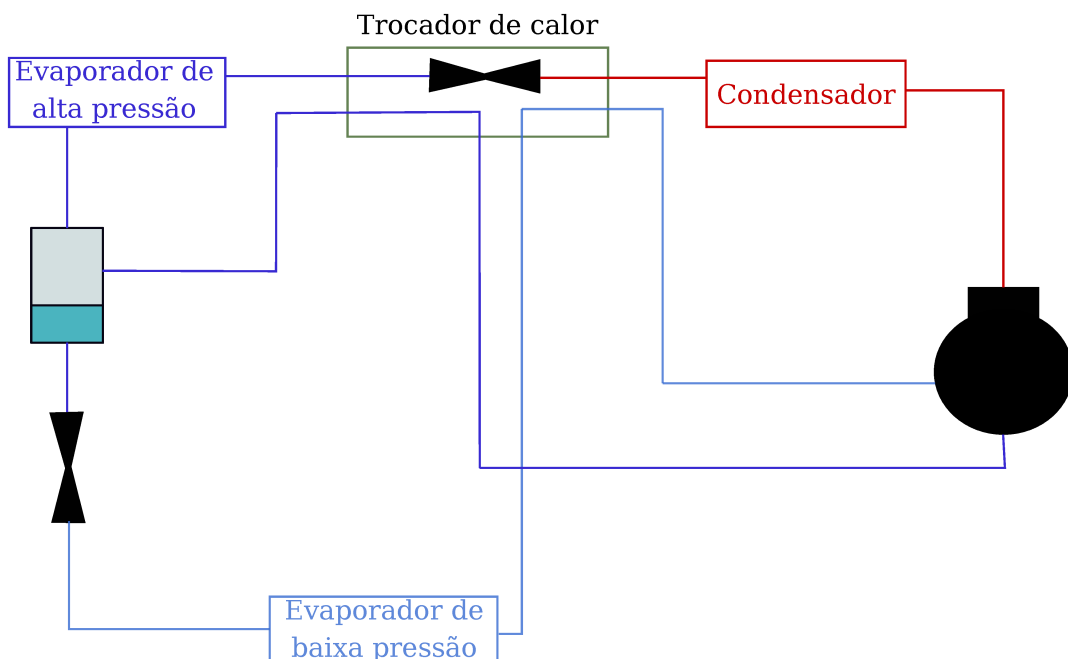 Trocador de calor
Evaporador de
alta pressão
Condensador
Evaporador de
baixa pressão